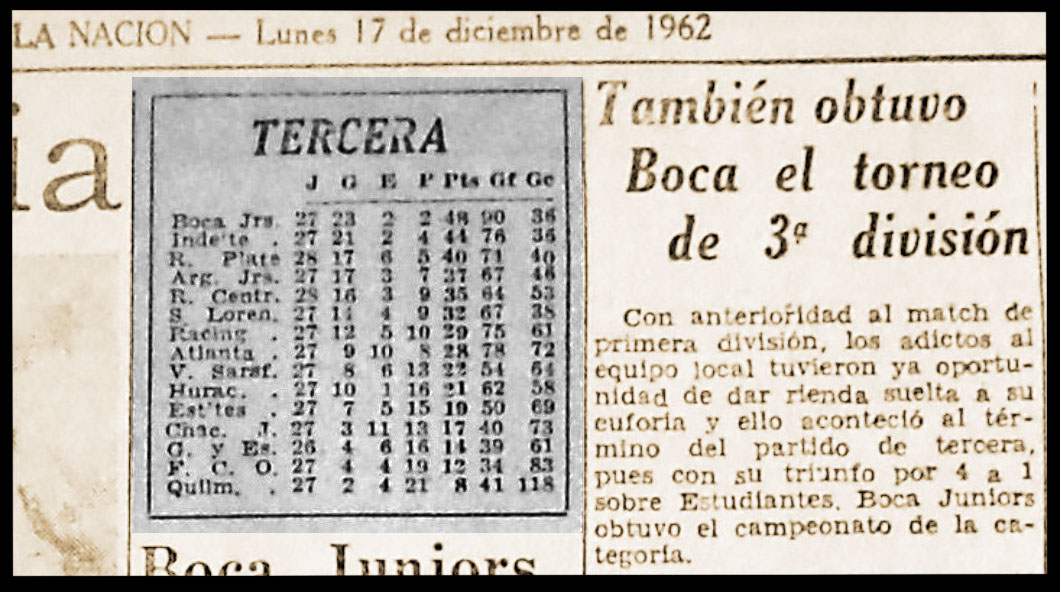 LA NACION — Lunes 17 de diciembre de 1962
ia
TERCERA
J G E P Pts Gf Gc
Boca Jrs. 27 23 2 2 48 90 36
Inde'te . 27 21 2 4 44 76 36
R. Plate 28 17 6 5 40 71 40
Arg. Jrs. 27 17 3 7 37 67 46
R. Centr. 28 16 3 9 35 64 53
S. Loren. 27 14 4 9 32 67 38
Racing . 27 12 5 10 29 75 61
Atlanta . 27 9 10 8 28 78 72
V. Sarsf. 27 8 6 13 22 54 64
Hurac. . 27 10 1 16 21 62 58
Est'tes . 27 7 5 15 19 50 69
Chac. J. 27 3 11 13 17 40 73
G. y Es. 26 4 6 16 14 39 61
F. C. O. 27 4 4 19 12 34 83
Quilm. . 27 2 4 21 8 41 118
Boca Juniors
También obtuvo
Boca el torneo
de 3ª división
Con anterioridad al match de
primera división, los adictos al
equipo local tuvieron ya oportu-
nidad de dar rienda suelta a su
euforia y ello aconteció al tér-
mino del partido de tercera,
pues con su triunfo por 4 a 1
sobre Estudiantes, Boca Juniors
obtuvo el campeonato de la ca-
tegoría.